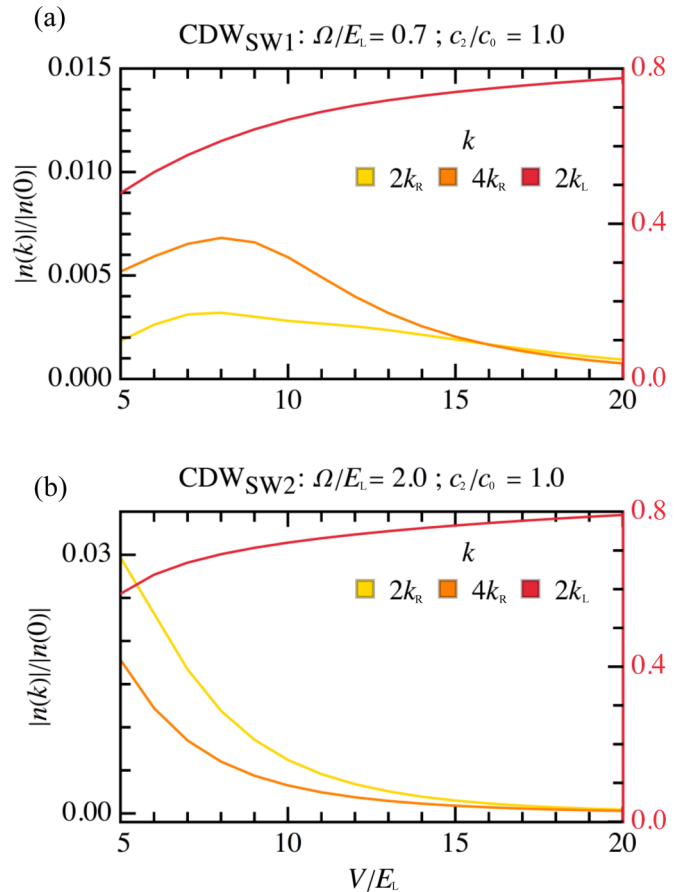 (a)
CDW_SW1: Ω/E_L = 0.7 ; c_2/c_0 = 1.0
0.015
0.010
0.005
0.000
|n(k)|/|n(0)|
k
2k_R 4k_R 2k_L
0.8
0.4
0.0
5 10 15 20
(b)
CDW_SW2: Ω/E_L = 2.0 ; c_2/c_0 = 1.0
0.03
0.00
|n(k)|/|n(0)|
k
2k_R 4k_R 2k_L
0.8
0.4
0.0
5 10 15 20
V/E_L